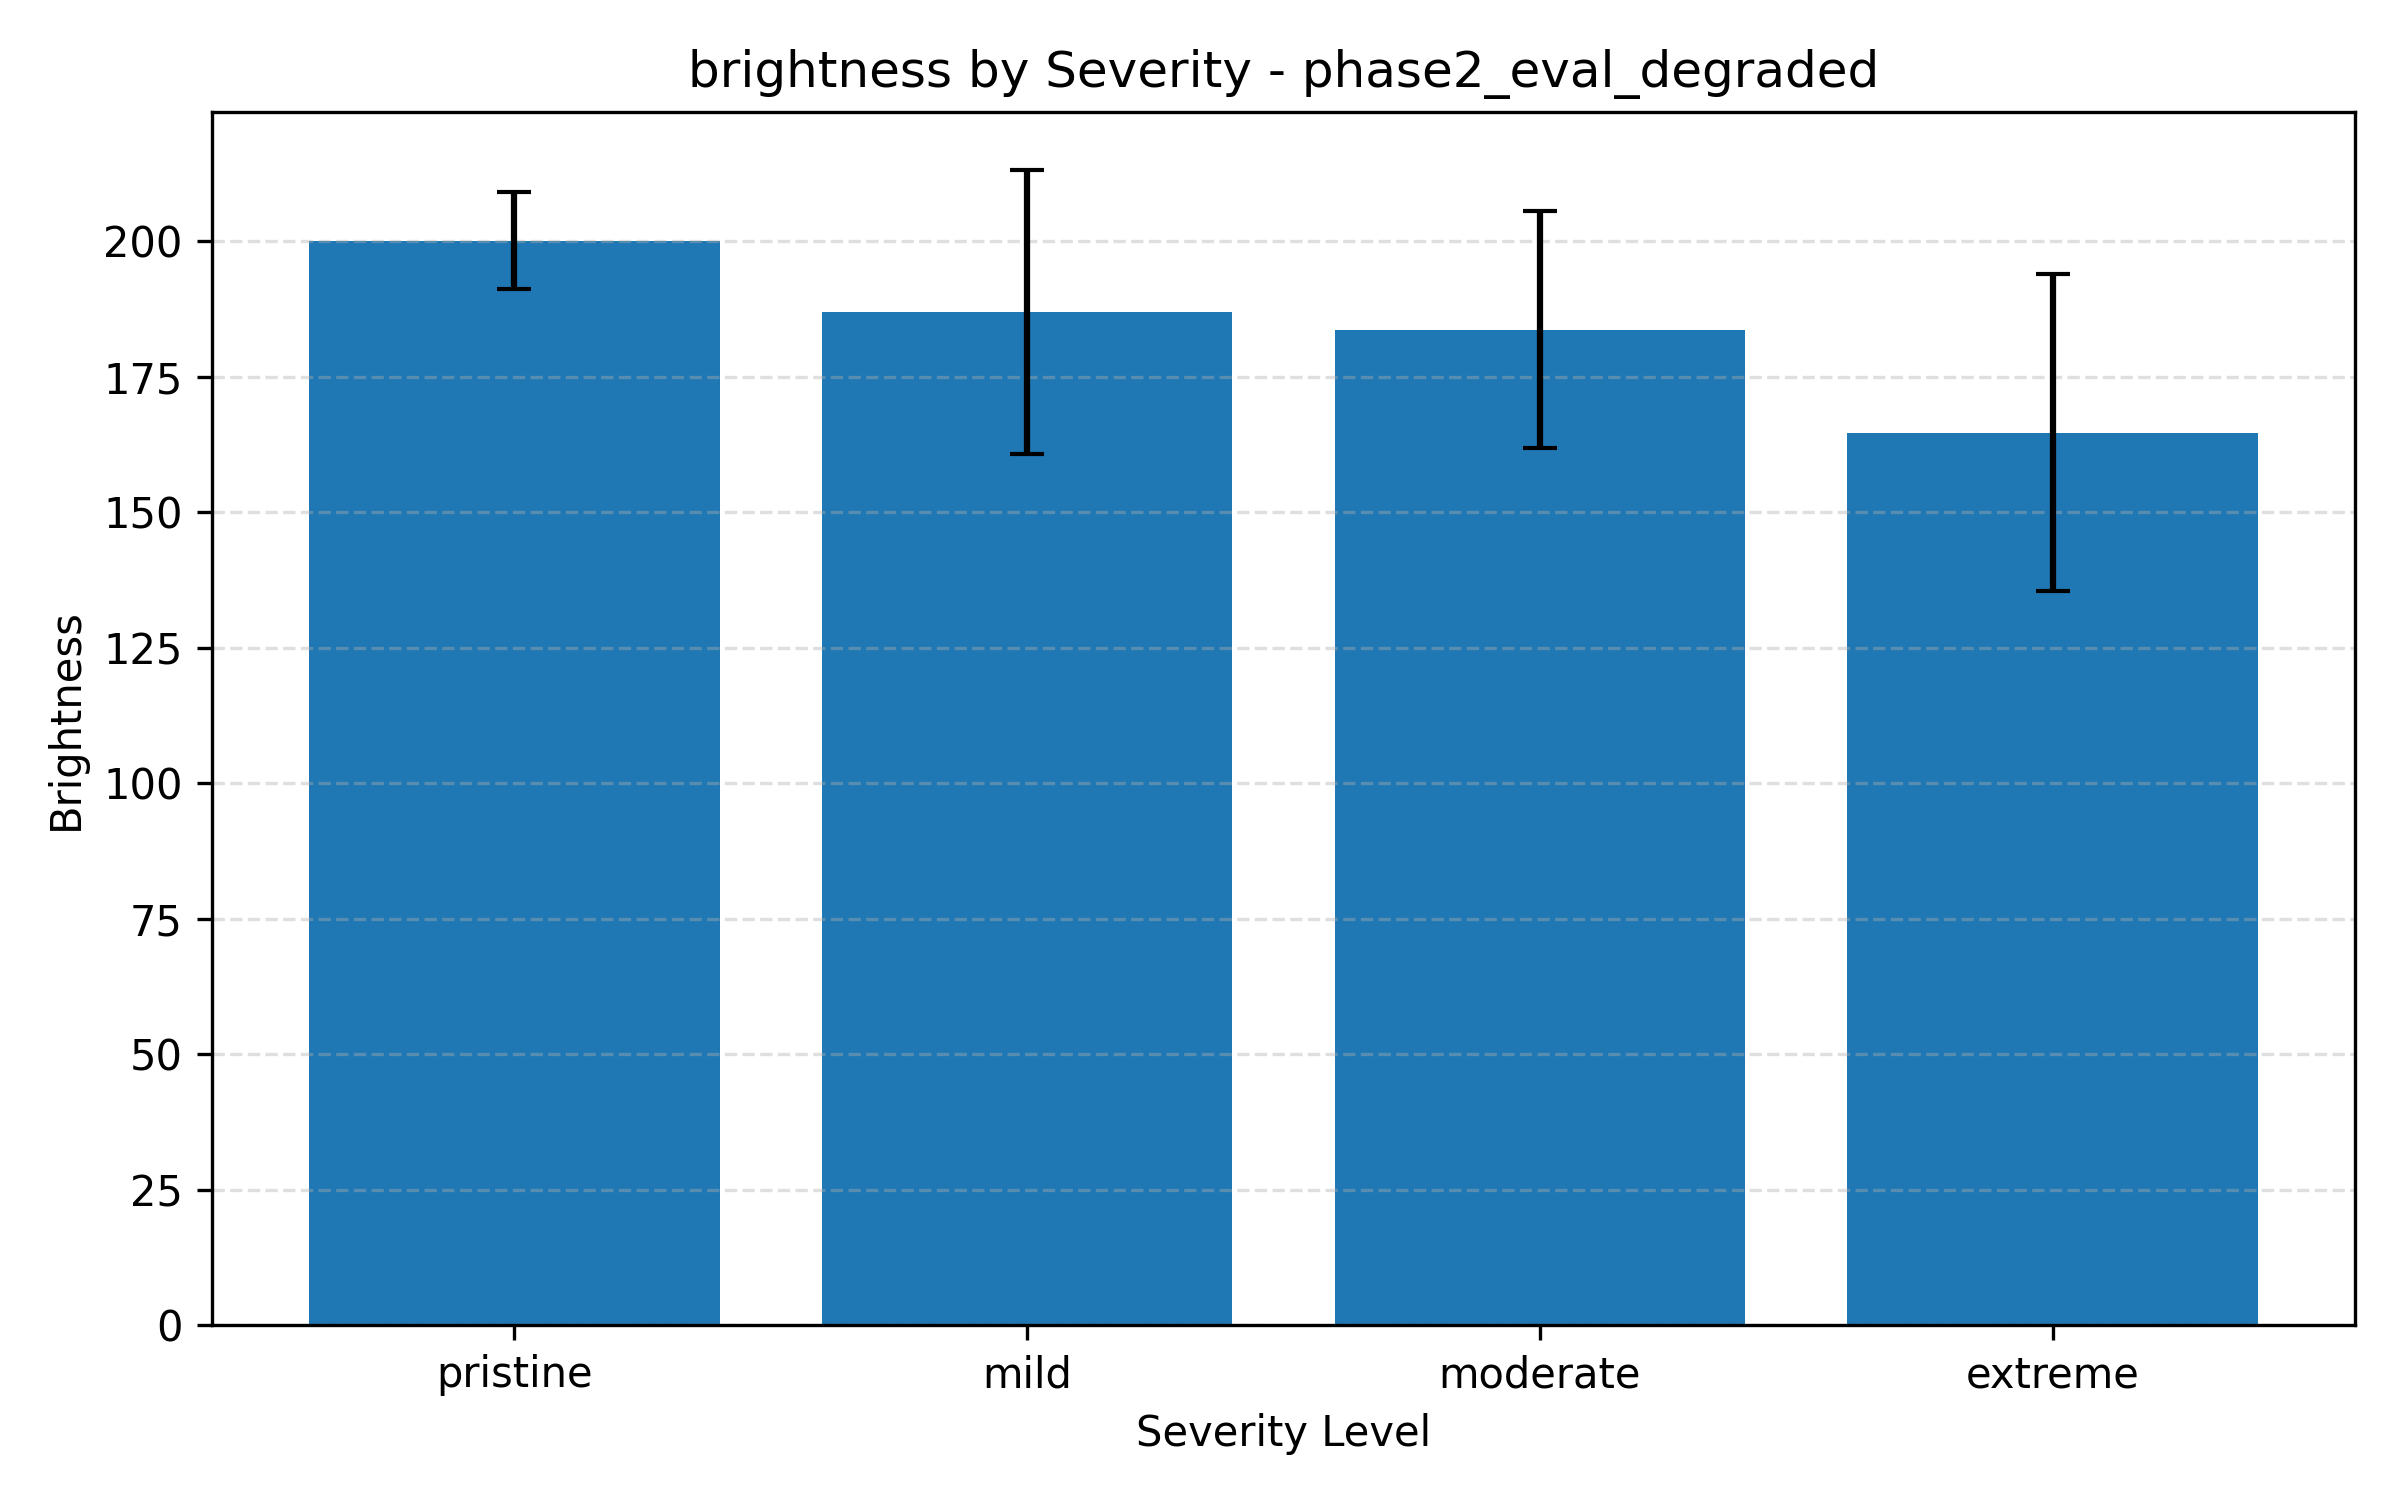 brightness by Severity - phase2_eval_degraded
Brightness
200
175
150
125
100
75
50
25
0
pristine mild moderate extreme
Severity Level